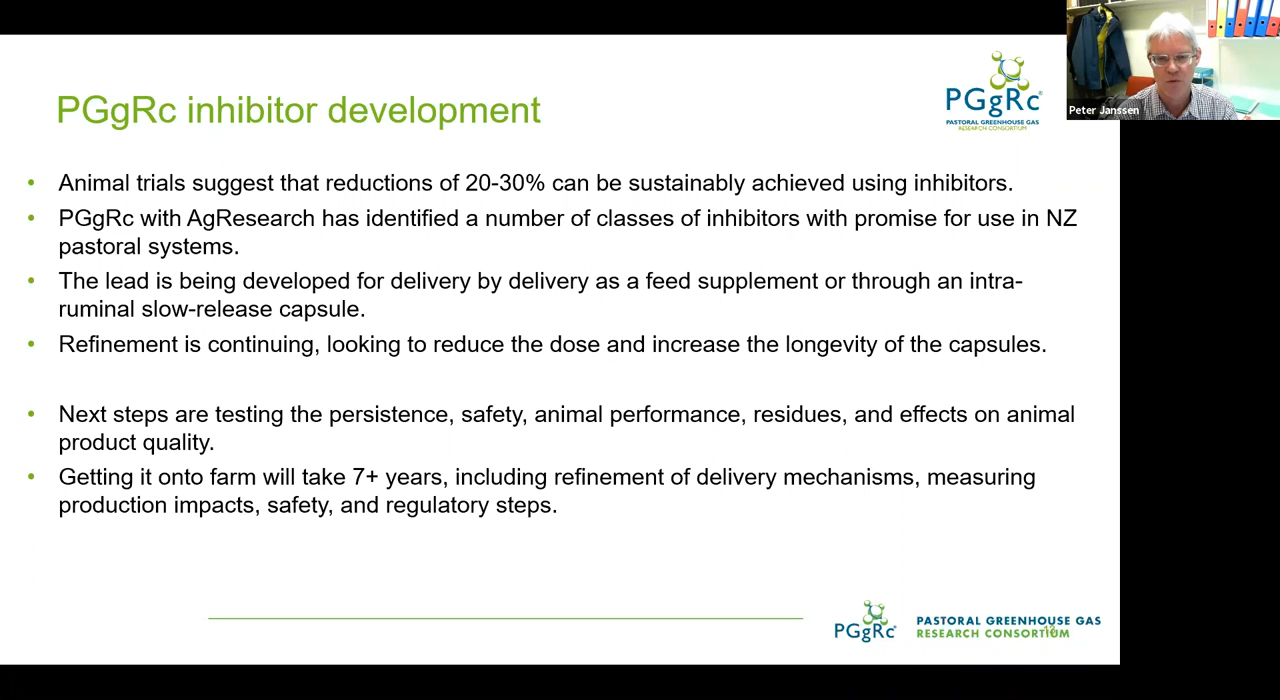 PGgRc inhibitor development
PGgRc
PASTORAL GREENHOUSE GAS
RESEARCH CONSORTIUM
Peter Janssen
• Animal trials suggest that reductions of 20-30% can be sustainably achieved using inhibitors.
• PGgRc with AgResearch has identified a number of classes of inhibitors with promise for use in NZ
pastoral systems.
• The lead is being developed for delivery by delivery as a feed supplement or through an intra-
ruminal slow-release capsule.
• Refinement is continuing, looking to reduce the dose and increase the longevity of the capsules.
• Next steps are testing the persistence, safety, animal performance, residues, and effects on animal
product quality.
• Getting it onto farm will take 7+ years, including refinement of delivery mechanisms, measuring
production impacts, safety, and regulatory steps.
PGgRc
PASTORAL GREENHOUSE GAS
RESEARCH CONSORTIUM